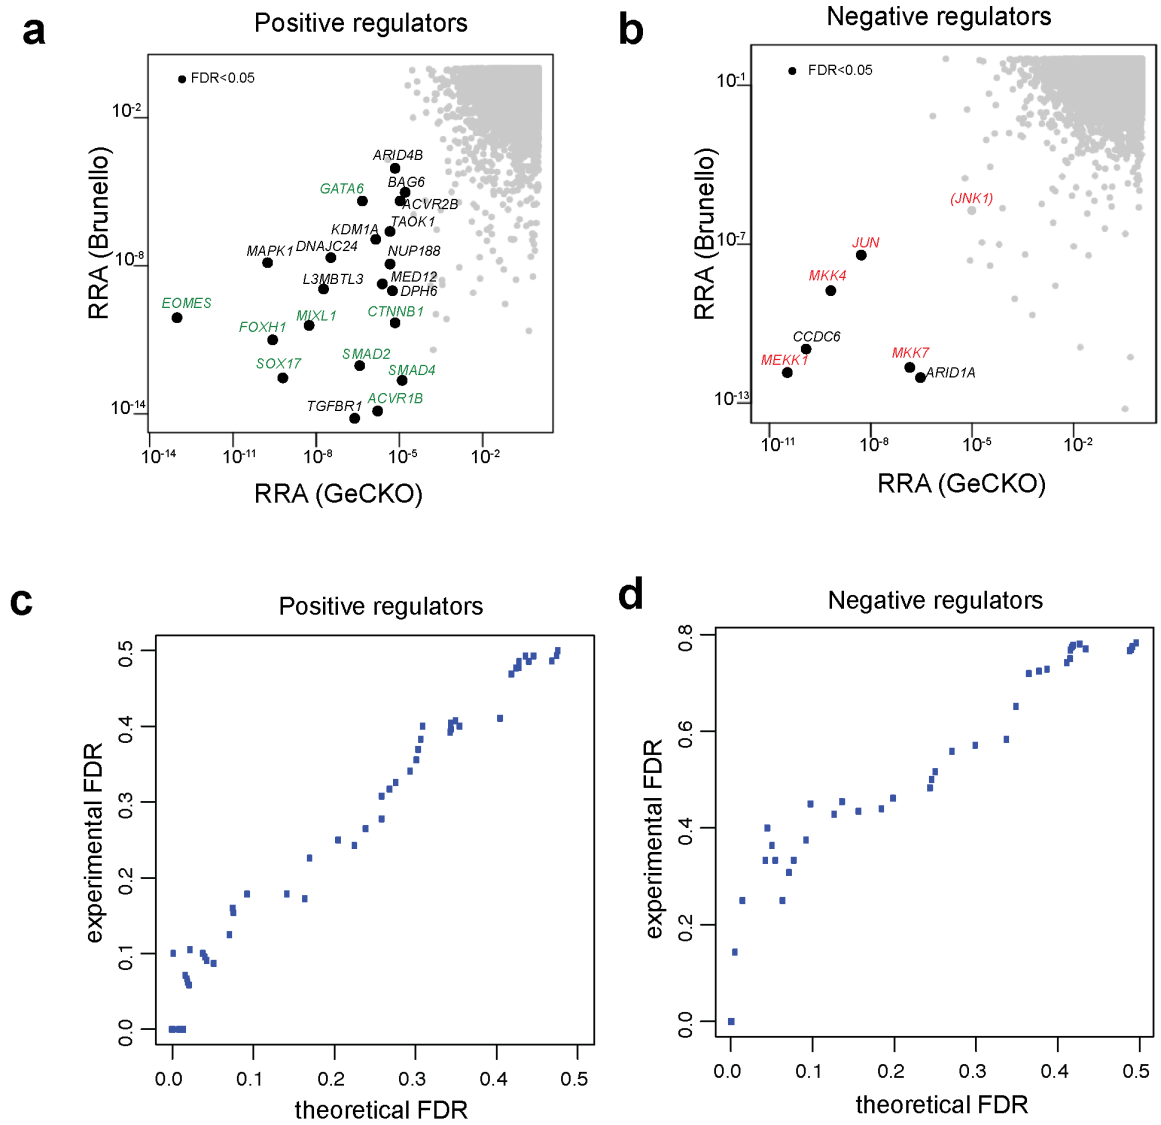 a
Positive regulators
FDR<0.05
RRA (Brunello)
10-2
10-8
10-14
ARID4B
BAG6
GATA6
ACVR2B
TAOK1
KDM1A
DNAJC24
MAPK1
NUP188
L3MBTL3
MED12
DPH6
EOMES
MIXL1
CTNNB1
FOXH1
SMAD2
SOX17
SMAD4
ACVR1B
TGFBR1
10-14
10-11
10-8
10-5
10-2
RRA (GeCKO)
b
Negative regulators
FDR<0.05
RRA (Brunello)
10-1
10-7
10-13
(JNK1)
JUN
MKK4
CCDC6
MEKK1
MKK7
ARID1A
10-11
10-8
10-5
10-2
RRA (GeCKO)
c
Positive regulators
experimental FDR
0.5
0.4
0.3
0.2
0.1
0.0
0.0
0.1
0.2
0.3
0.4
0.5
theoretical FDR
d
Negative regulators
experimental FDR
0.8
0.6
0.4
0.2
0.0
0.0
0.1
0.2
0.3
0.4
0.5
theoretical FDR